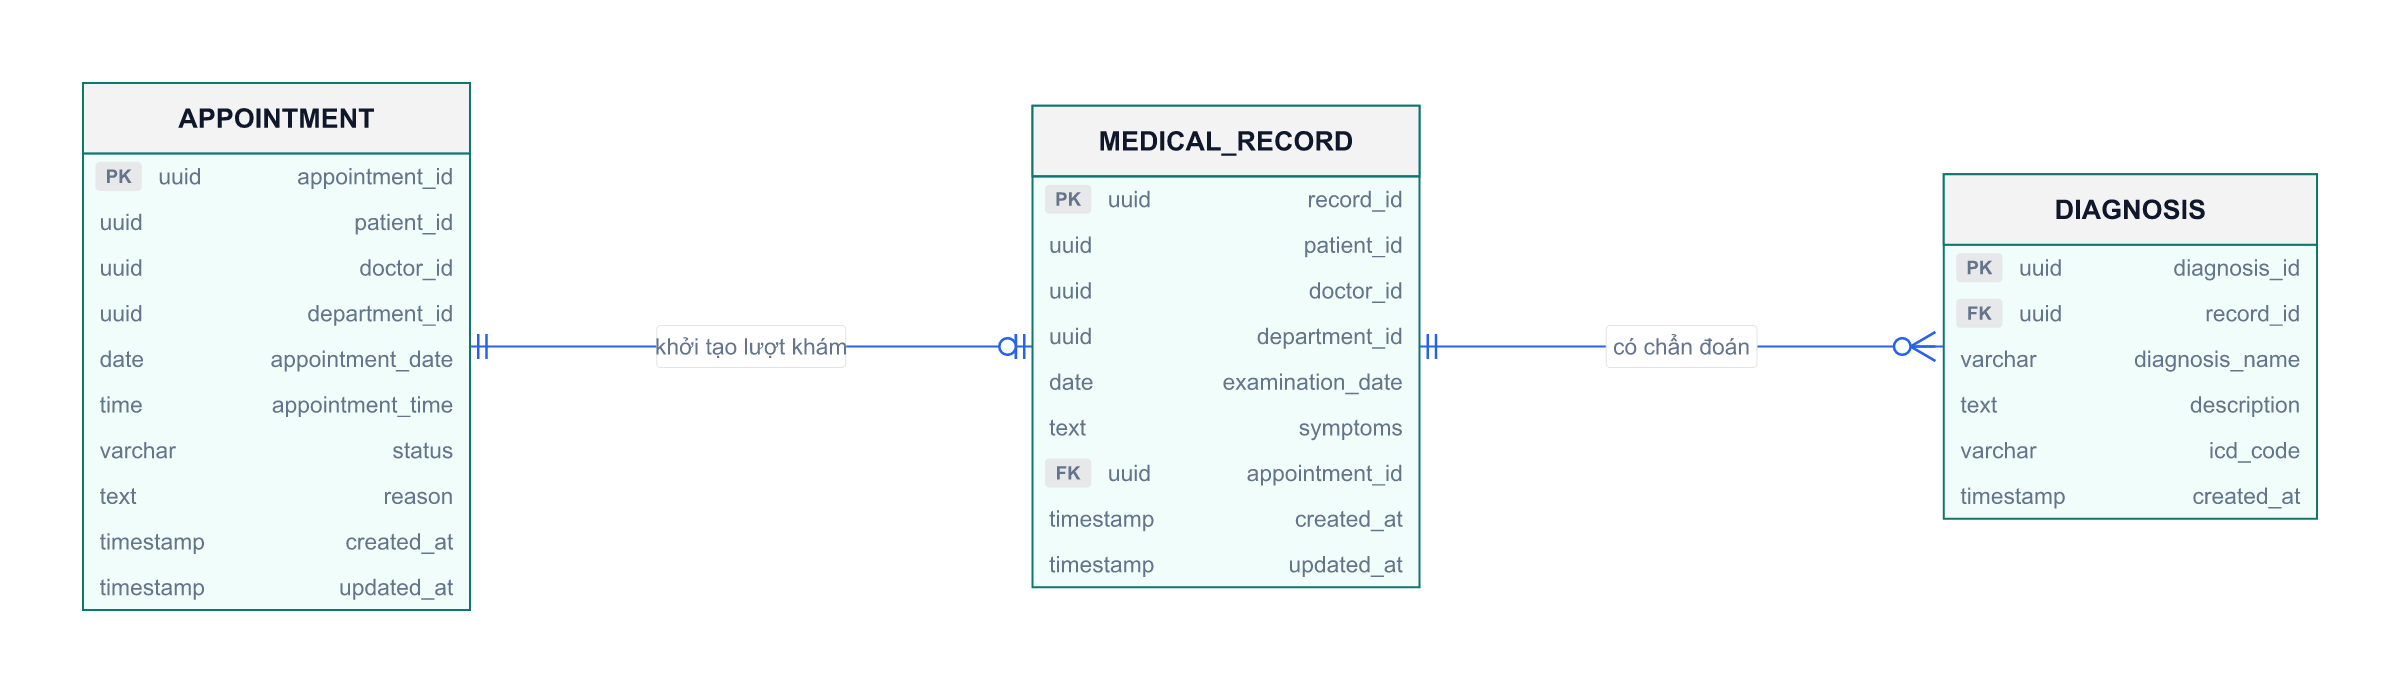 APPOINTMENT
PK uuid appointment_id
uuid patient_id
uuid doctor_id
uuid department_id
date appointment_date
time appointment_time
varchar status
text reason
timestamp created_at
timestamp updated_at
khởi tạo lượt khám
MEDICAL_RECORD
PK uuid record_id
uuid patient_id
uuid doctor_id
uuid department_id
date examination_date
text symptoms
FK uuid appointment_id
timestamp created_at
timestamp updated_at
có chẩn đoán
DIAGNOSIS
PK uuid diagnosis_id
FK uuid record_id
varchar diagnosis_name
text description
varchar icd_code
timestamp created_at